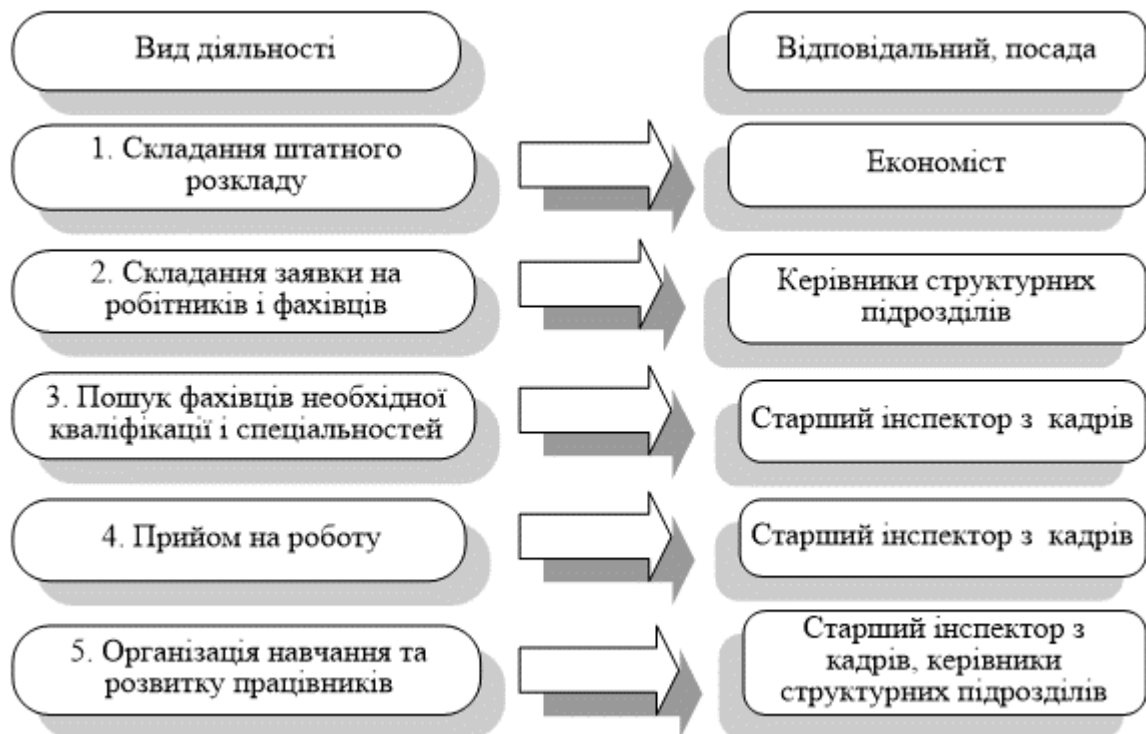 Вид діяльності
Відповідальний, посада
1. Складання штатного
розкладу
Економіст
2. Складання заявки на
робітників і фахівців
Керівники структурних
підрозділів
3. Пошук фахівців необхідної
кваліфікації і спеціальностей
Старший інспектор з кадрів
4. Прийом на роботу
Старший інспектор з кадрів
5. Організація навчання та
розвитку працівників
Старший інспектор з
кадрів, керівники
структурних підрозділів